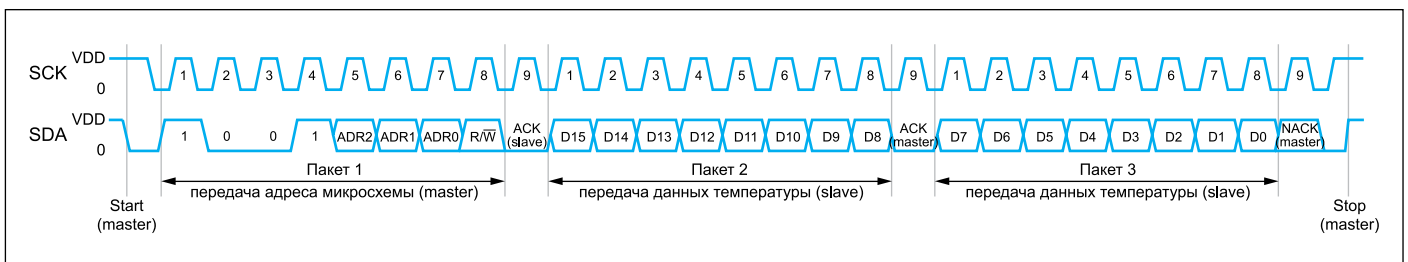 VDD
SCK
0
1 2 3 4 5 6 7 8 9 1 2 3 4 5 6 7 8 9 1 2 3 4 5 6 7 8 9
VDD
SDA
0
1 0 0 1 ADR2 ADR1 ADR0 R/W̅ ACK (slave) D15 D14 D13 D12 D11 D10 D9 D8 ACK (master) D7 D6 D5 D4 D3 D2 D1 D0 NACK (master)
Пакет 1
передача адреса микросхемы (master)
Пакет 2
передача данных температуры (slave)
Пакет 3
передача данных температуры (slave)
Start
(master)
Stop
(master)